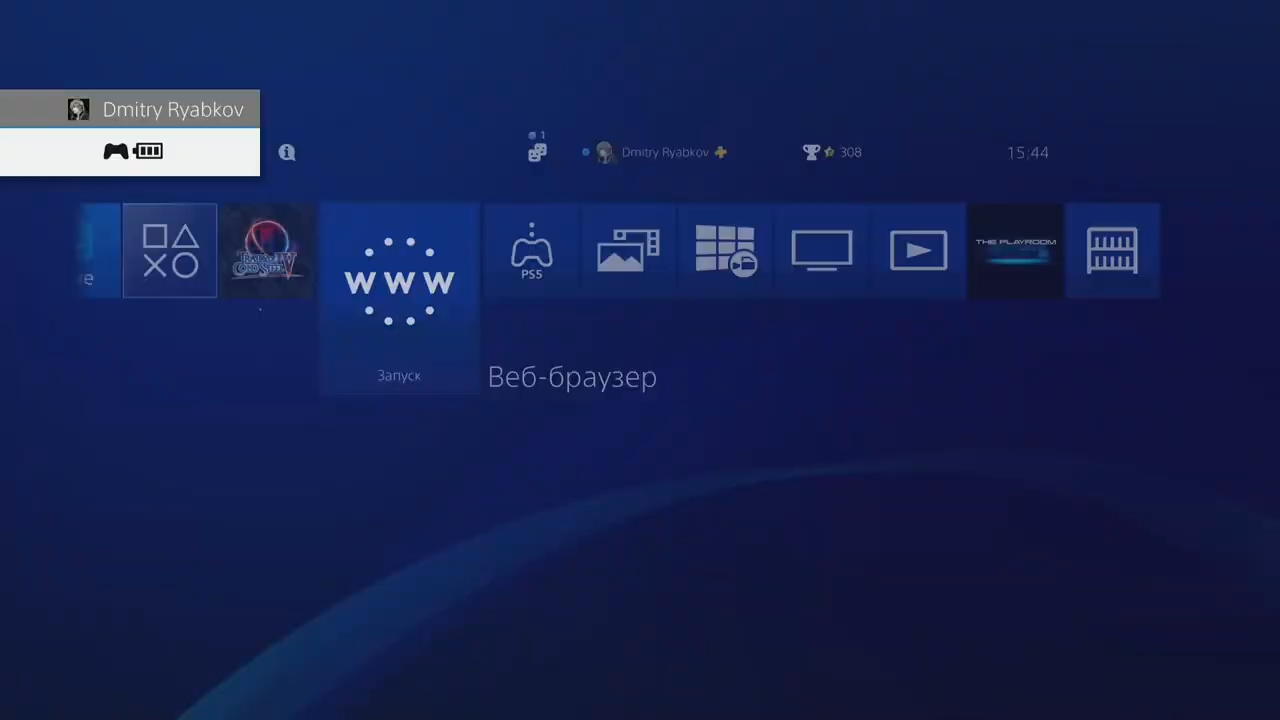 Dmitry Ryabkov
1
Dmitry Ryabkov
308
15:44
WWW
PS5
THE PLAYROOM
Запуск
Веб-браузер